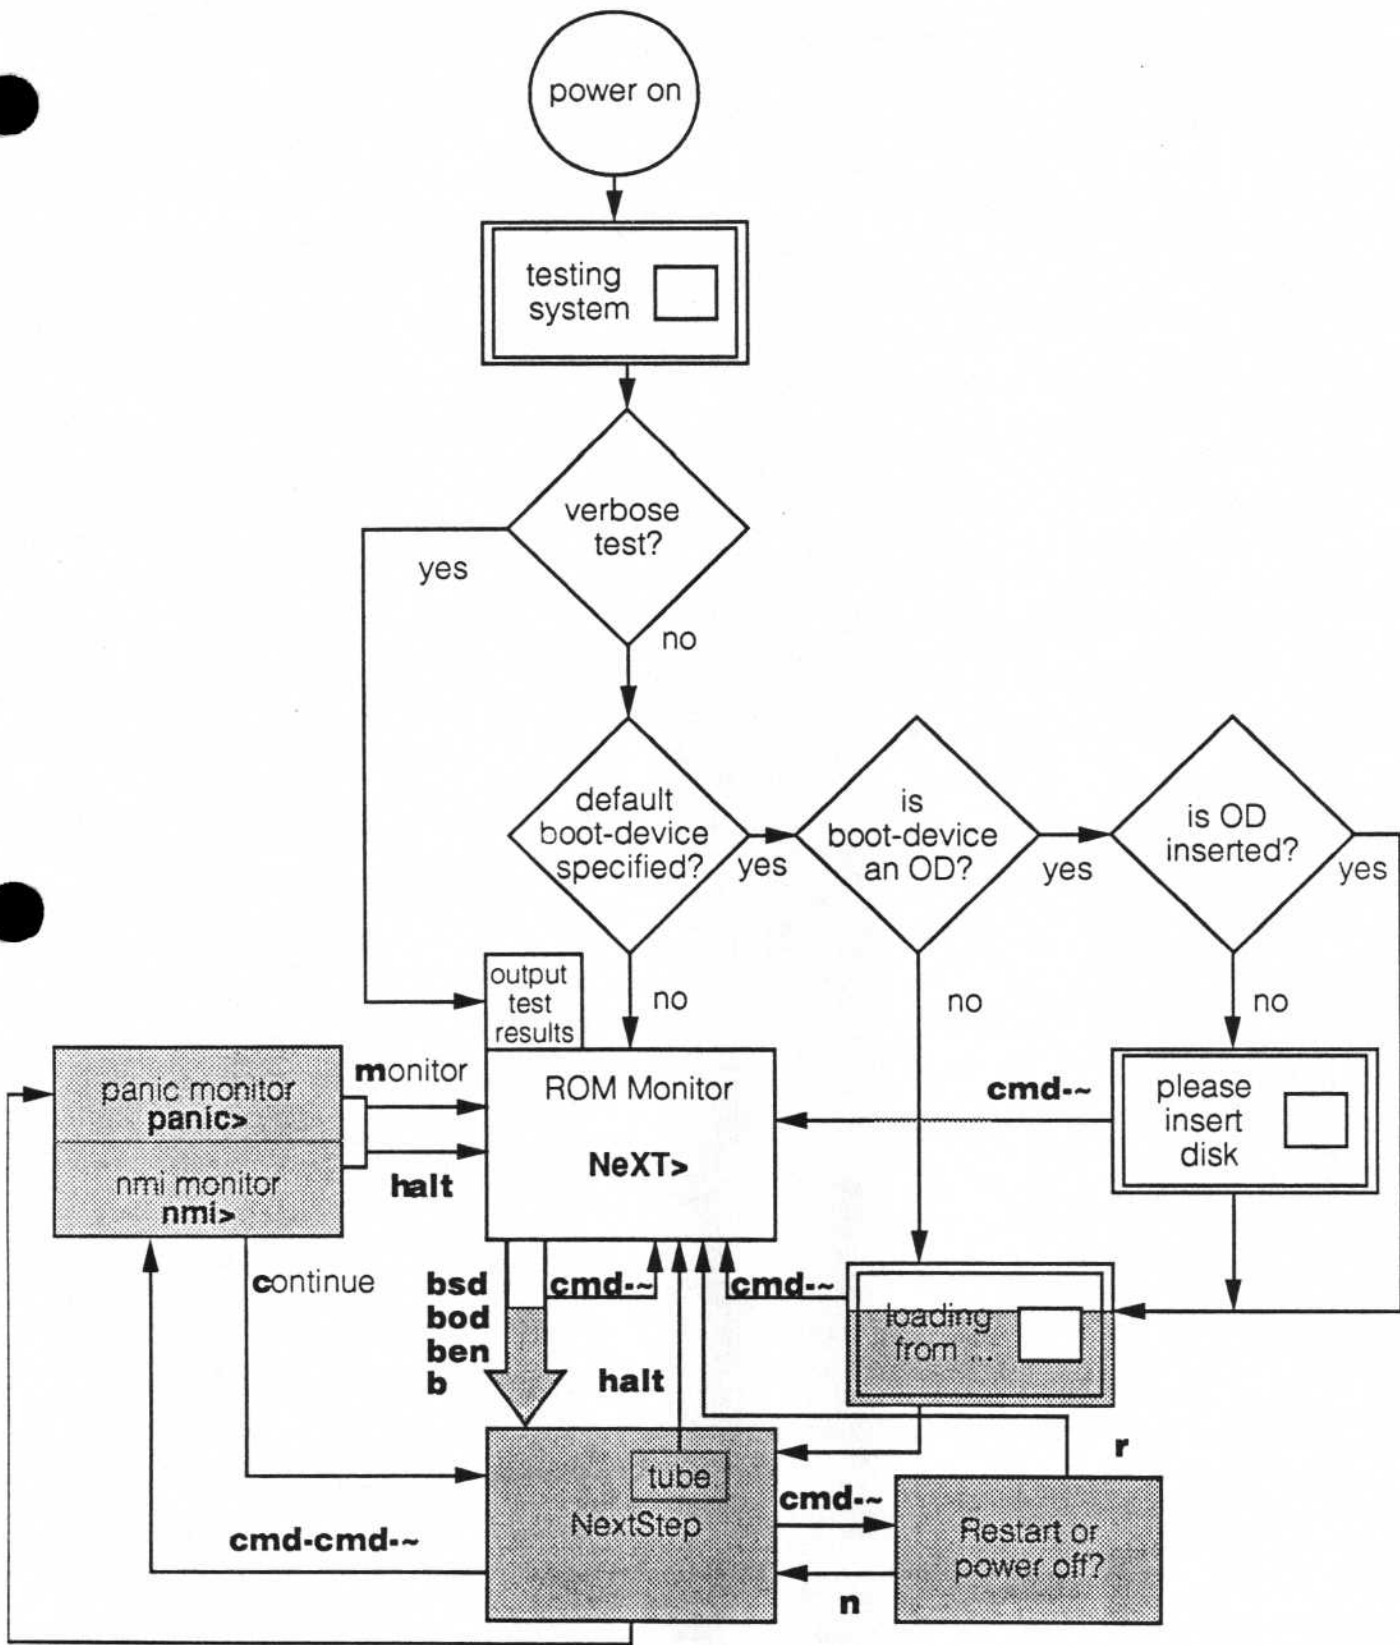 power on
testing
system
verbose
test?
yes
no
default
boot-device
specified?
yes
is
boot-device
an OD?
yes
is OD
inserted?
yes
output
test
results
no
no
no
panic monitor
panic>
nmi monitor
nmi>
monitor
halt
ROM Monitor
NeXT>
cmd-~
please
insert
disk
continue
bsd
bod
ben
b
cmd-~
cmd-~
loading
from ...
halt
r
tube
NextStep
cmd-~
Restart or
power off?
cmd-cmd-~
n